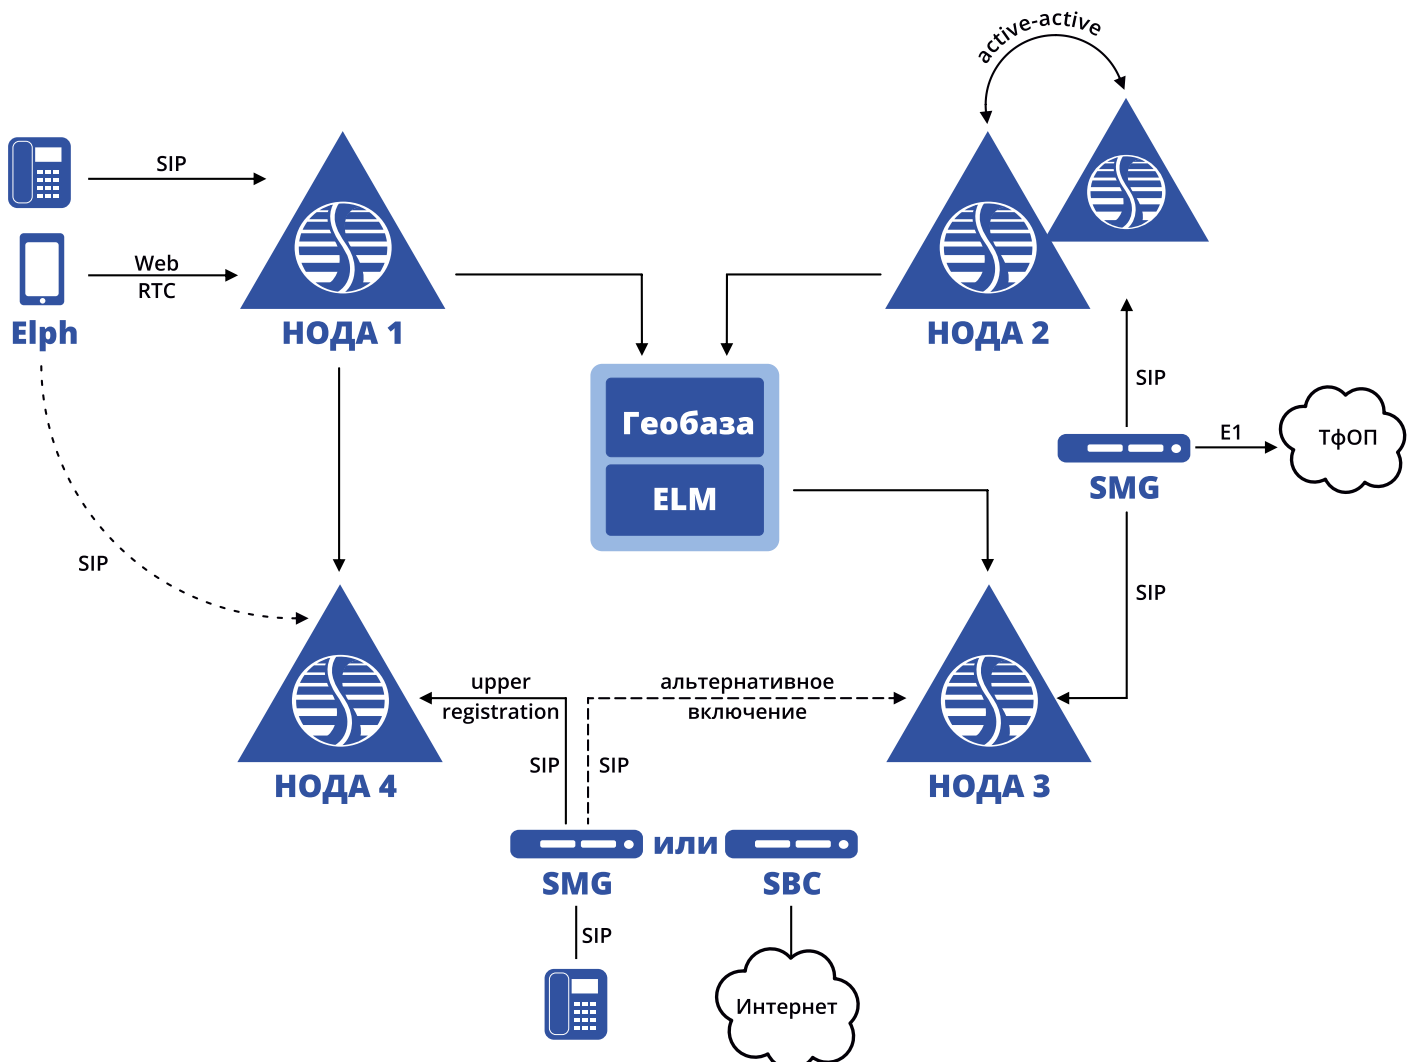 active-active
SIP
Web
RTC
Elph
НОДА 1
НОДА 2
SIP
Геобаза
ELM
E1
ТфОП
SMG
SIP
SIP
upper
registration
альтернативное
включение
SIP
SIP
НОДА 4
НОДА 3
или
SMG
SBC
SIP
Интернет